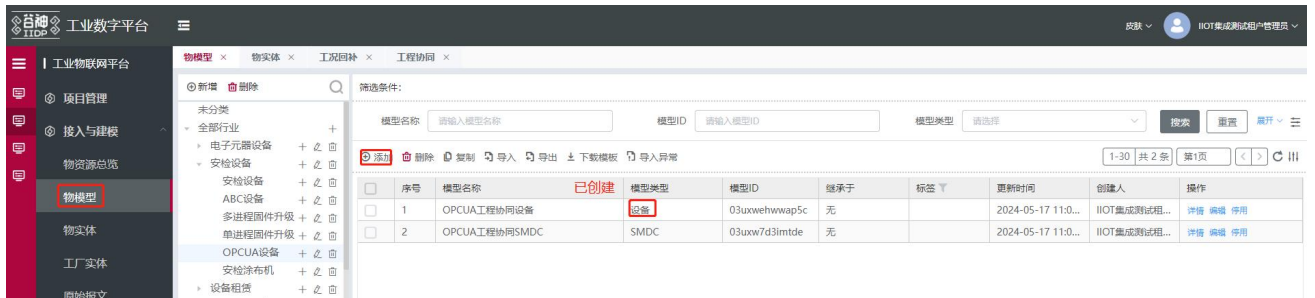 谷神 IIDP 工业数字平台 皮肤 IIOT集成测试租户管理员
工业物联网平台
项目管理
接入与建模
物资源总览
物模型
物实体
工厂实体
原始报文
物模型 × 物实体 × 工况回补 × 工程协同 ×
新增 删除
未分类
全部行业
电子元器设备
安检设备
安检设备
ABC设备
多进程固件升级
单进程固件升级
OPCUA设备
安检涂布机
设备租赁
筛选条件:
模型名称 请输入模型名称 模型ID 请输入模型ID 模型类型 请选择 搜索 重置 展开
添加 删除 复制 导入 导出 下载模板 导入异常 1-30 共2条 第1页
序号 模型名称 已创建 模型类型 模型ID 继承于 标签 更新时间 创建人 操作
1 OPCUA工程协同设备 设备 03uxwehwwap5c 无 2024-05-17 11:0... IIOT集成测试租... 详情 编辑 停用
2 OPCUA工程协同SMDC SMDC 03uxw7d3imtde 无 2024-05-17 11:0... IIOT集成测试租... 详情 编辑 停用